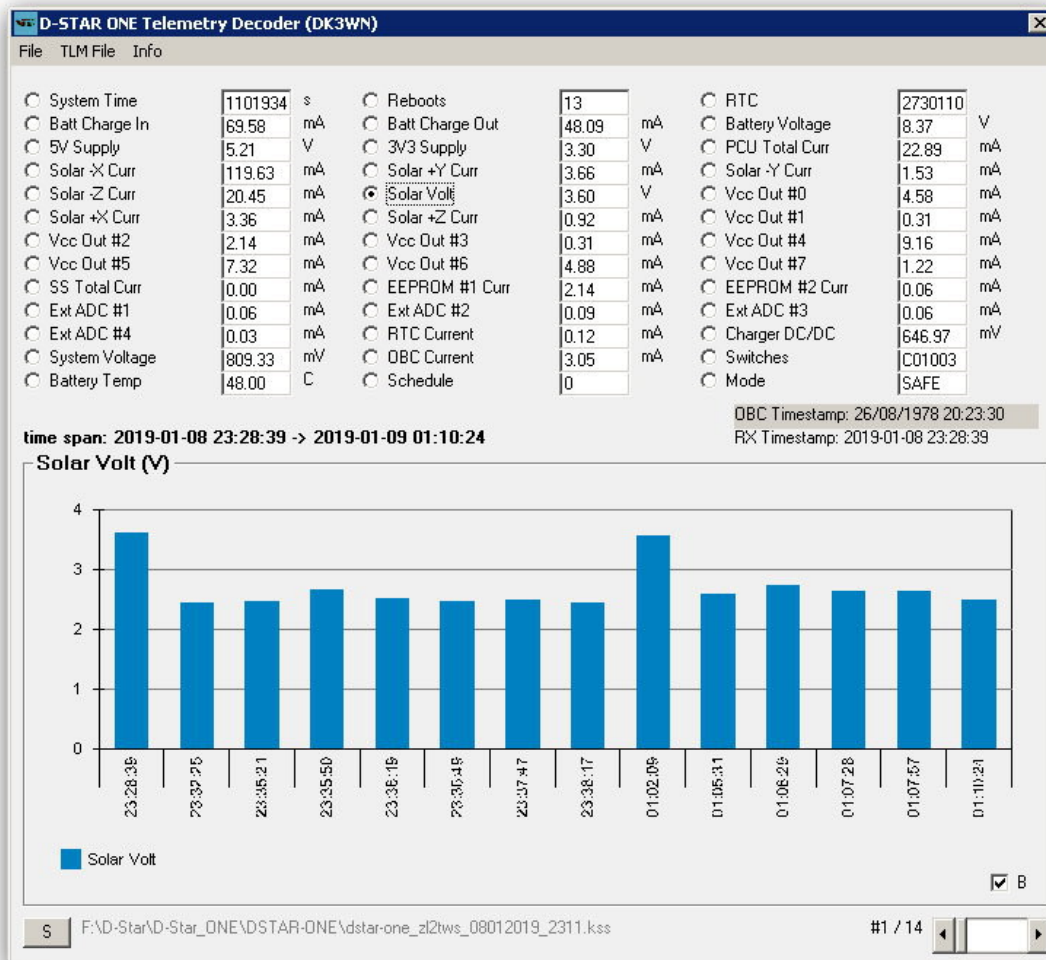 D-STAR ONE Telemetry Decoder (DK3WN)
File TLM File Info
System Time 1101934 s Reboots 13 RTC 2730110
Batt Charge In 69.58 mA Batt Charge Out 48.09 mA Battery Voltage 8.37 V
5V Supply 5.21 V 3V3 Supply 3.30 V PCU Total Curr 22.89 mA
Solar -X Curr 119.63 mA Solar +Y Curr 3.66 mA Solar -Y Curr 1.53 mA
Solar -Z Curr 20.45 mA Solar Volt 3.60 V Vcc Out #0 4.58 mA
Solar +X Curr 3.36 mA Solar +Z Curr 0.92 mA Vcc Out #1 0.31 mA
Vcc Out #2 2.14 mA Vcc Out #3 0.31 mA Vcc Out #4 9.16 mA
Vcc Out #5 7.32 mA Vcc Out #6 4.88 mA Vcc Out #7 1.22 mA
SS Total Curr 0.00 mA EEPROM #1 Curr 2.14 mA EEPROM #2 Curr 0.06 mA
Ext ADC #1 0.06 mA Ext ADC #2 0.09 mA Ext ADC #3 0.06 mA
Ext ADC #4 0.03 mA RTC Current 0.12 mA Charger DC/DC 646.97 mV
System Voltage 809.33 mV OBC Current 3.05 mA Switches C01003
Battery Temp 48.00 C Schedule 0 Mode SAFE
OBC Timestamp: 26/08/1978 20:23:30
time span: 2019-01-08 23:28:39 -> 2019-01-09 01:10:24 RX Timestamp: 2019-01-08 23:28:39
Solar Volt (V)
4
3
2
1
0
23:28:39 23:35:21 23:35:50 23:37:47 23:38:17 01:02:09 01:07:28 01:07:57 01:10:24
Solar Volt
B
S F:\D-Star\D-Star_ONE\DSTAR-ONE\dstar-one_zl2tws_08012019_2311.kss #1 / 14